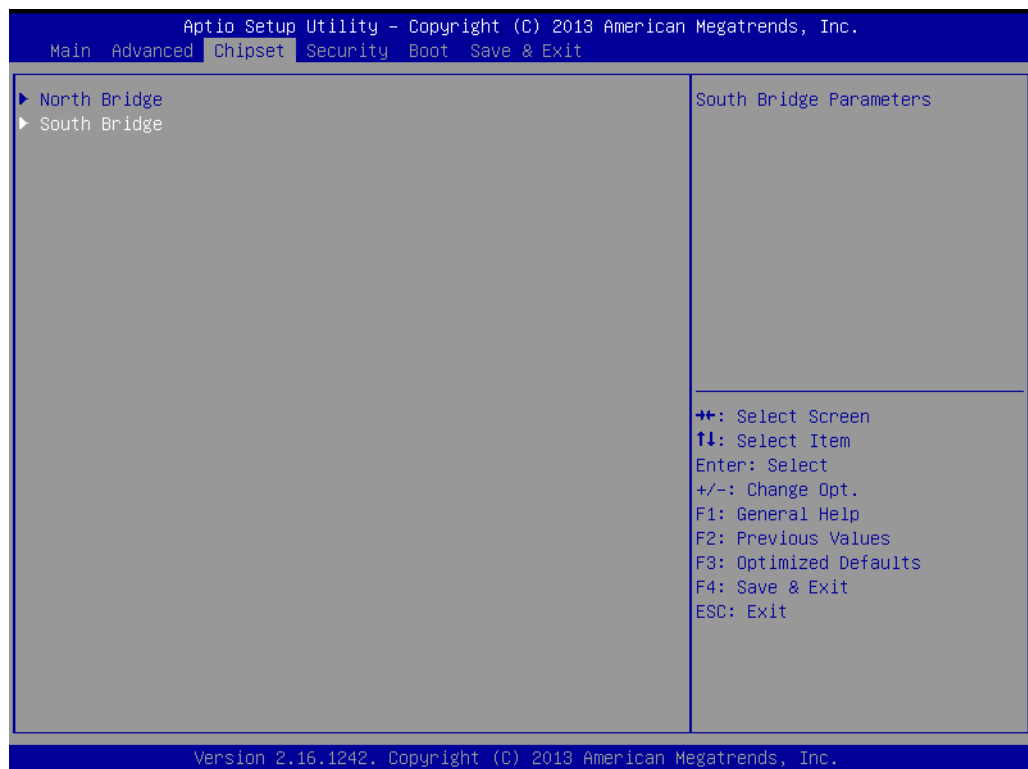 Aptio Setup Utility – Copyright (C) 2013 American Megatrends, Inc.
Main Advanced Chipset Security Boot Save & Exit
North Bridge
South Bridge
South Bridge Parameters
→←: Select Screen
↑↓: Select Item
Enter: Select
+/-: Change Opt.
F1: General Help
F2: Previous Values
F3: Optimized Defaults
F4: Save & Exit
ESC: Exit
Version 2.16.1242. Copyright (C) 2013 American Megatrends, Inc.